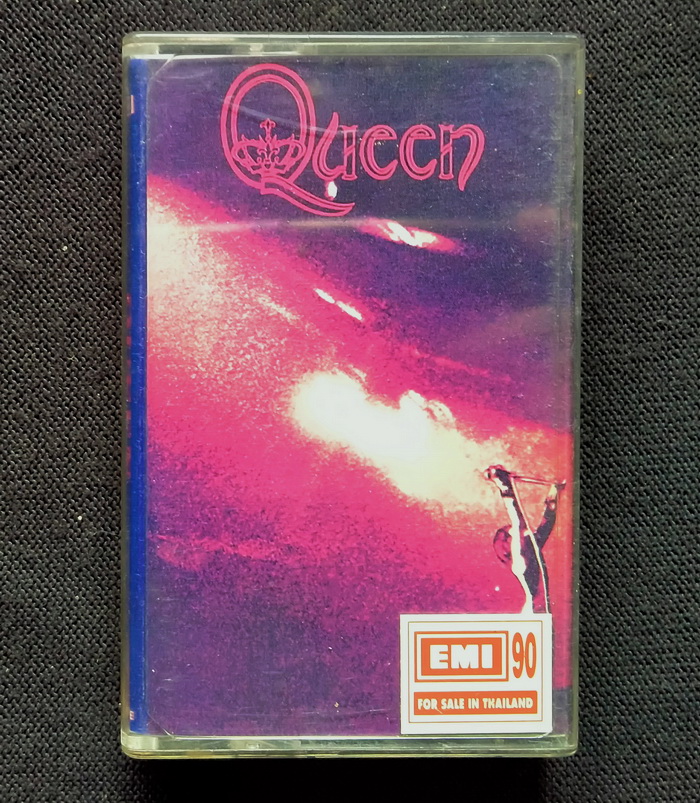 Queen
EMI 90
FOR SALE IN THAILAND